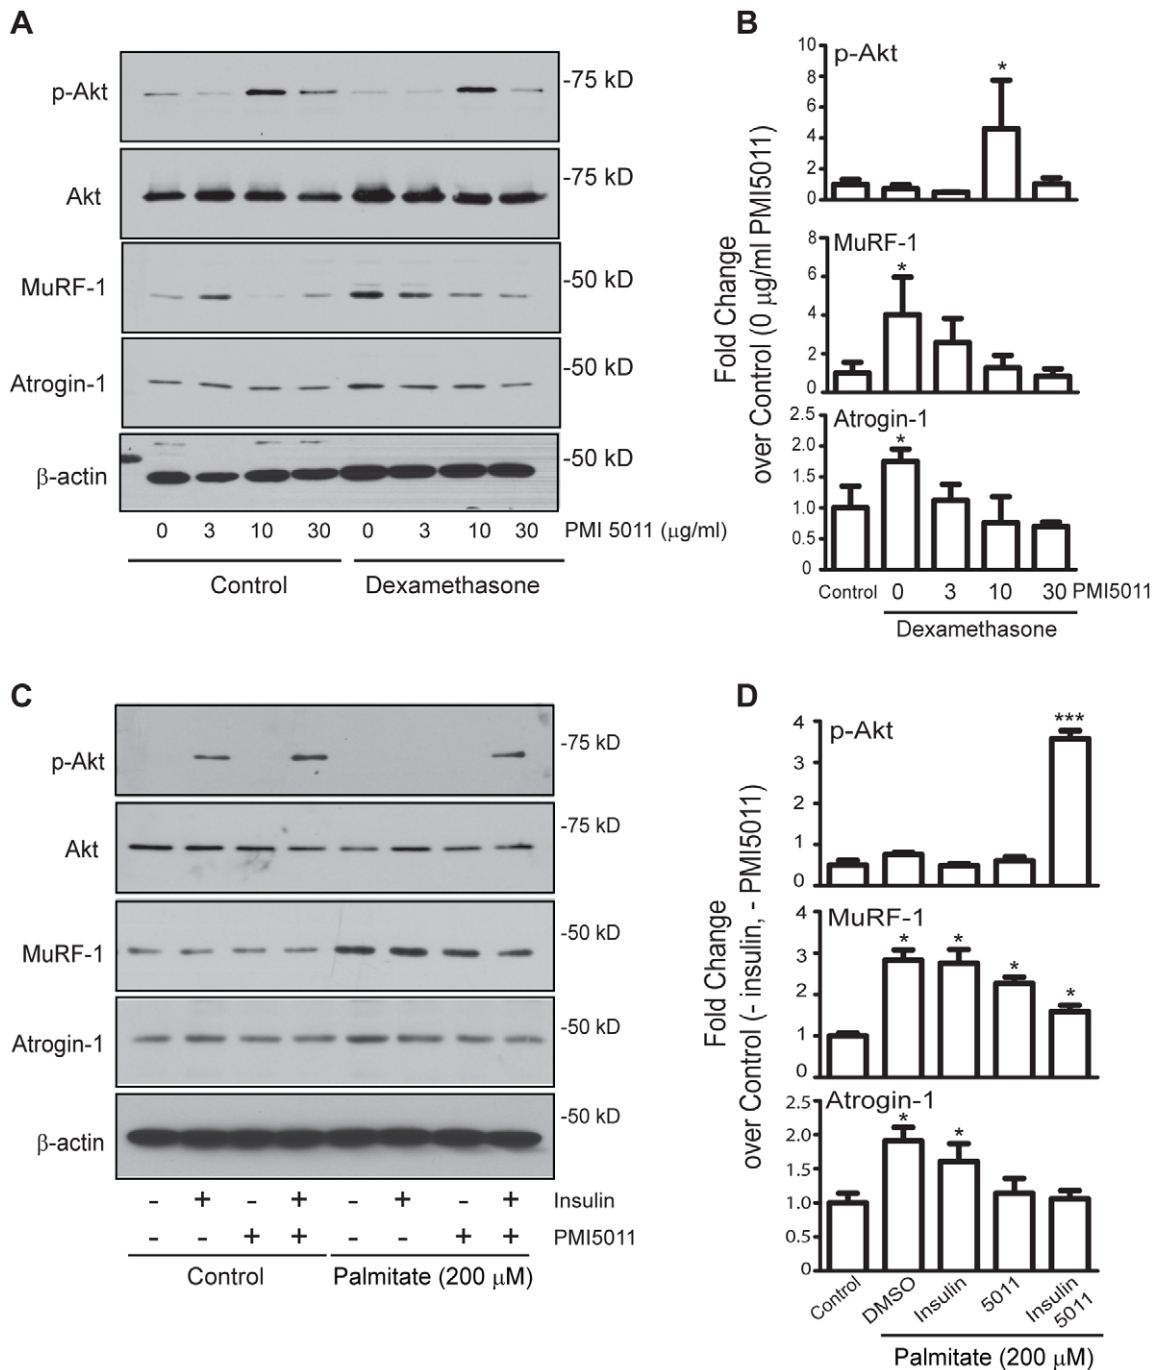 A
p-Akt
-75 kD
Akt
-75 kD
MuRF-1
-50 kD
Atrogin-1
-50 kD
β-actin
-50 kD
0 3 10 30 0 3 10 30 PMI 5011 (μg/ml)
Control Dexamethasone
B
Fold Change
over Control (0 μg/ml PMI5011)
p-Akt
10
8
6
4
2
0
*
MuRF-1
8
6
4
2
0
*
Atrogin-1
2.5
2.0
1.5
1.0
0.5
0
*
Control 0 3 10 30 PMI5011
Dexamethasone
C
p-Akt
-75 kD
Akt
-75 kD
MuRF-1
-50 kD
Atrogin-1
-50 kD
β-actin
-50 kD
- + - + - + - + Insulin
- - + + - - + + PMI5011
Control Palmitate (200 μM)
D
Fold Change
over Control (- insulin, - PMI5011)
p-Akt
4
3
2
1
0
***
MuRF-1
4
3
2
1
0
* * * *
Atrogin-1
2.5
2.0
1.5
1.0
0.5
0
* *
Control DMSO Insulin 5011 Insulin
5011
Palmitate (200 μM)